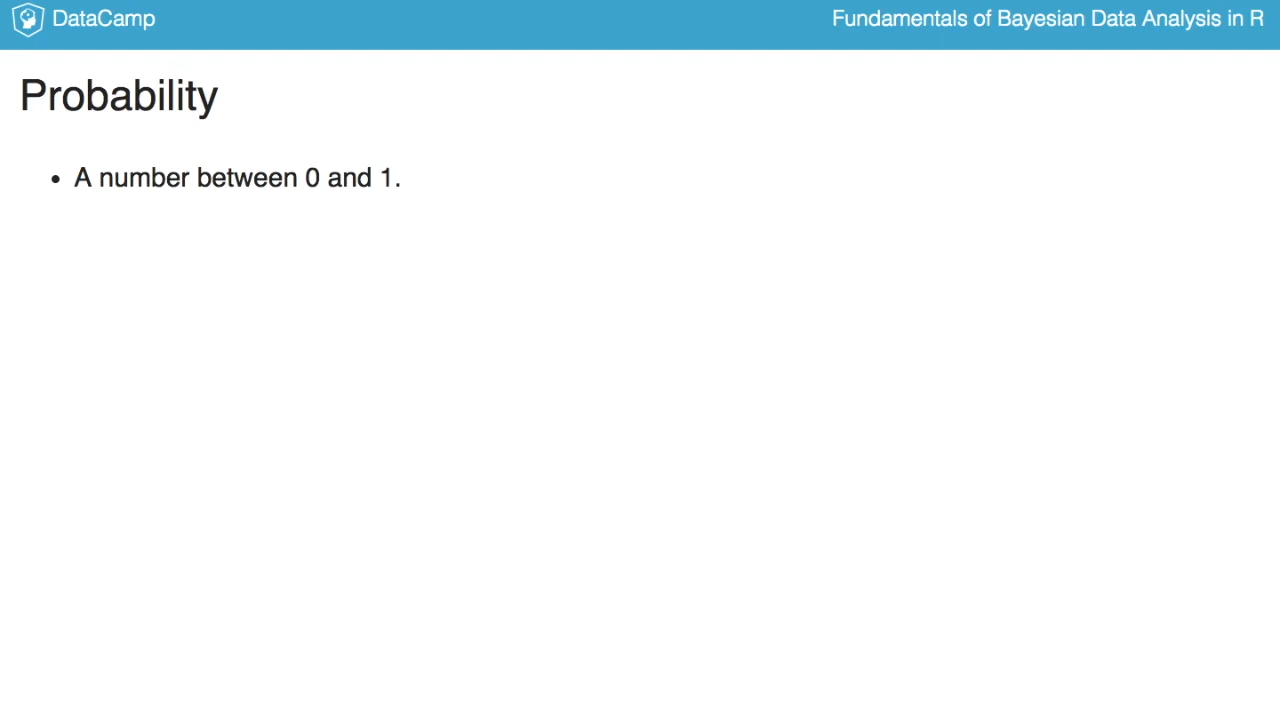 DataCamp
Fundamentals of Bayesian Data Analysis in R
Probability
• A number between 0 and 1.